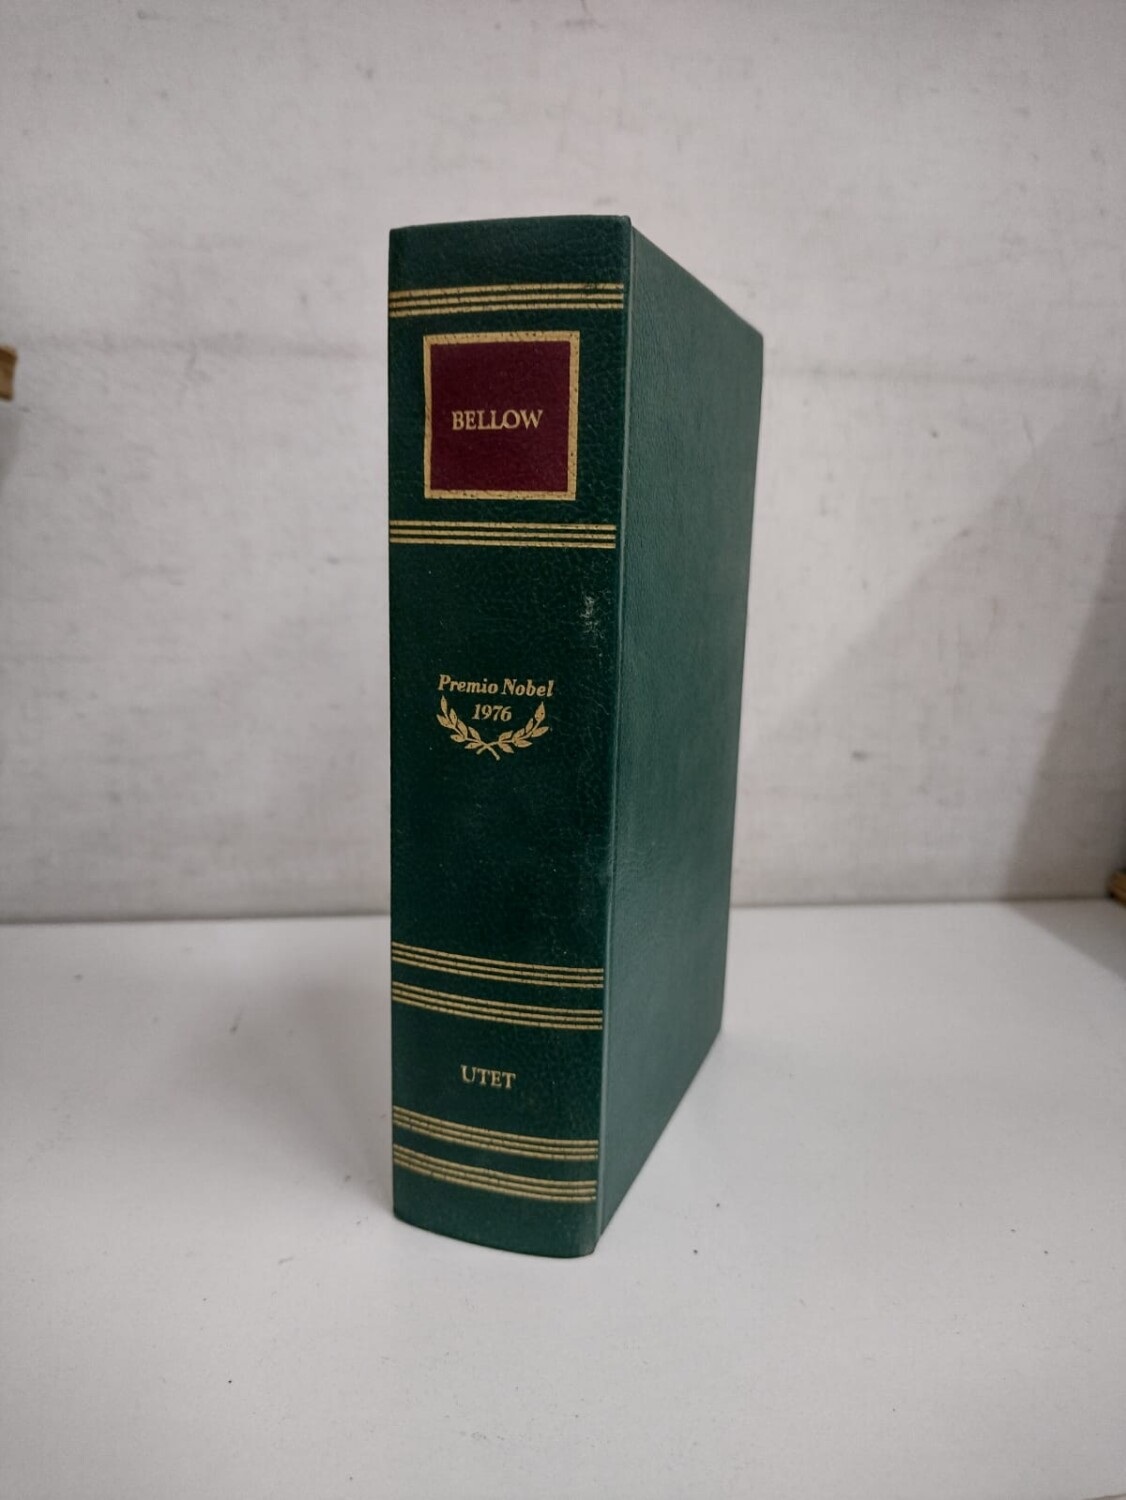 BELLOW
Premio Nobel
1976
UTET